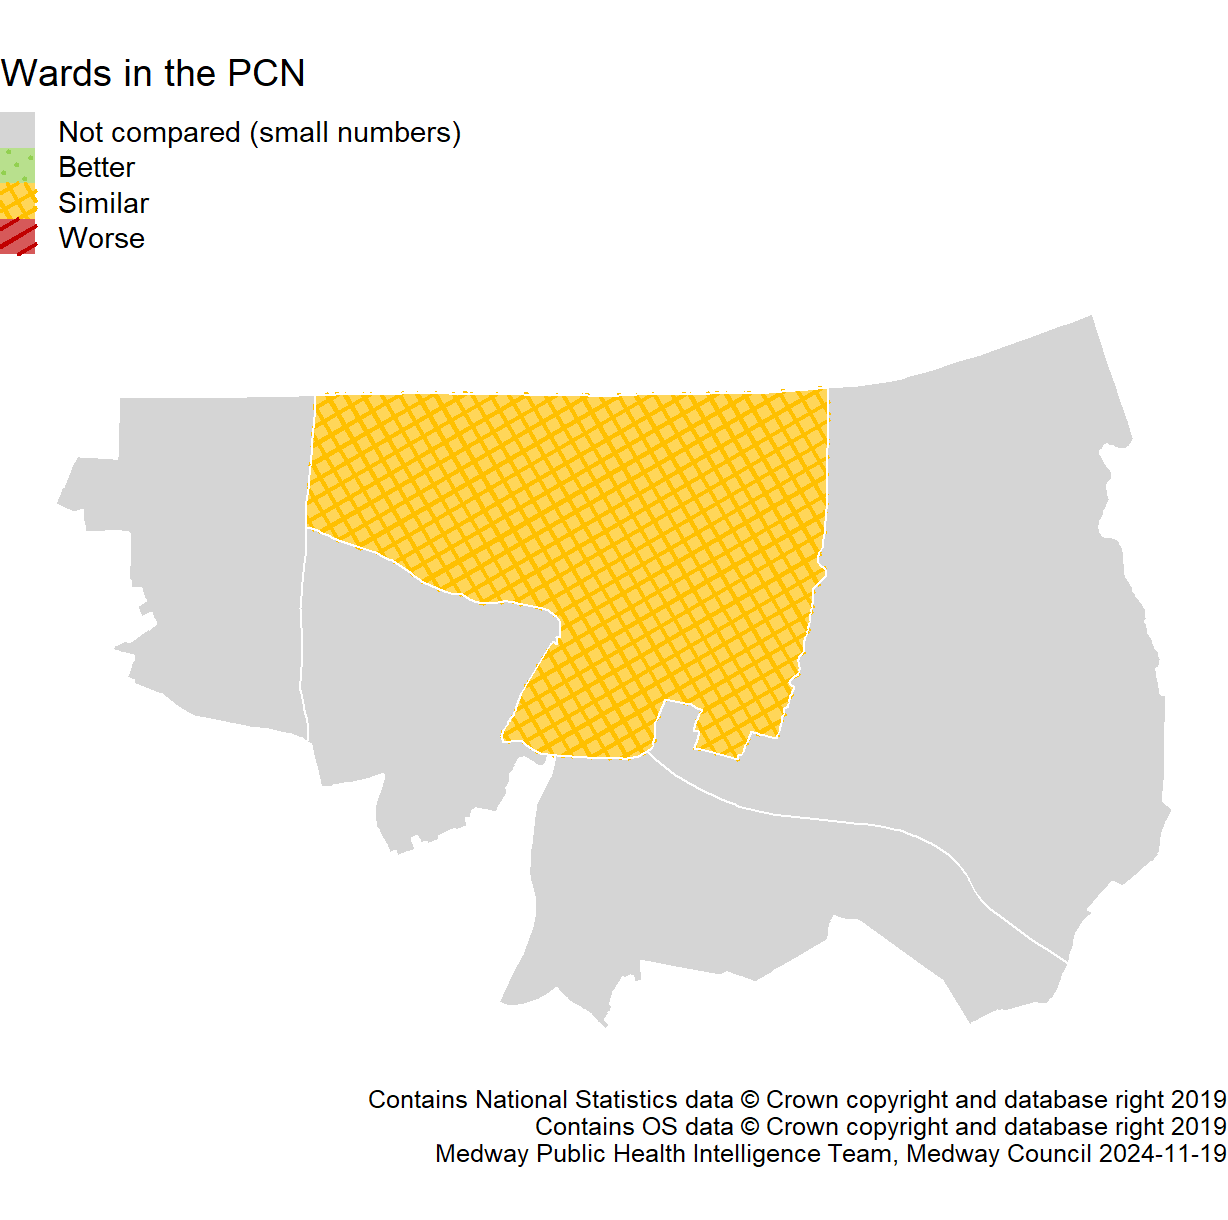 Wards in the PCN
Not compared (small numbers)
Better
Similar
Worse
Contains National Statistics data © Crown copyright and database right 2019
Contains OS data © Crown copyright and database right 2019
Medway Public Health Intelligence Team, Medway Council 2024-11-19